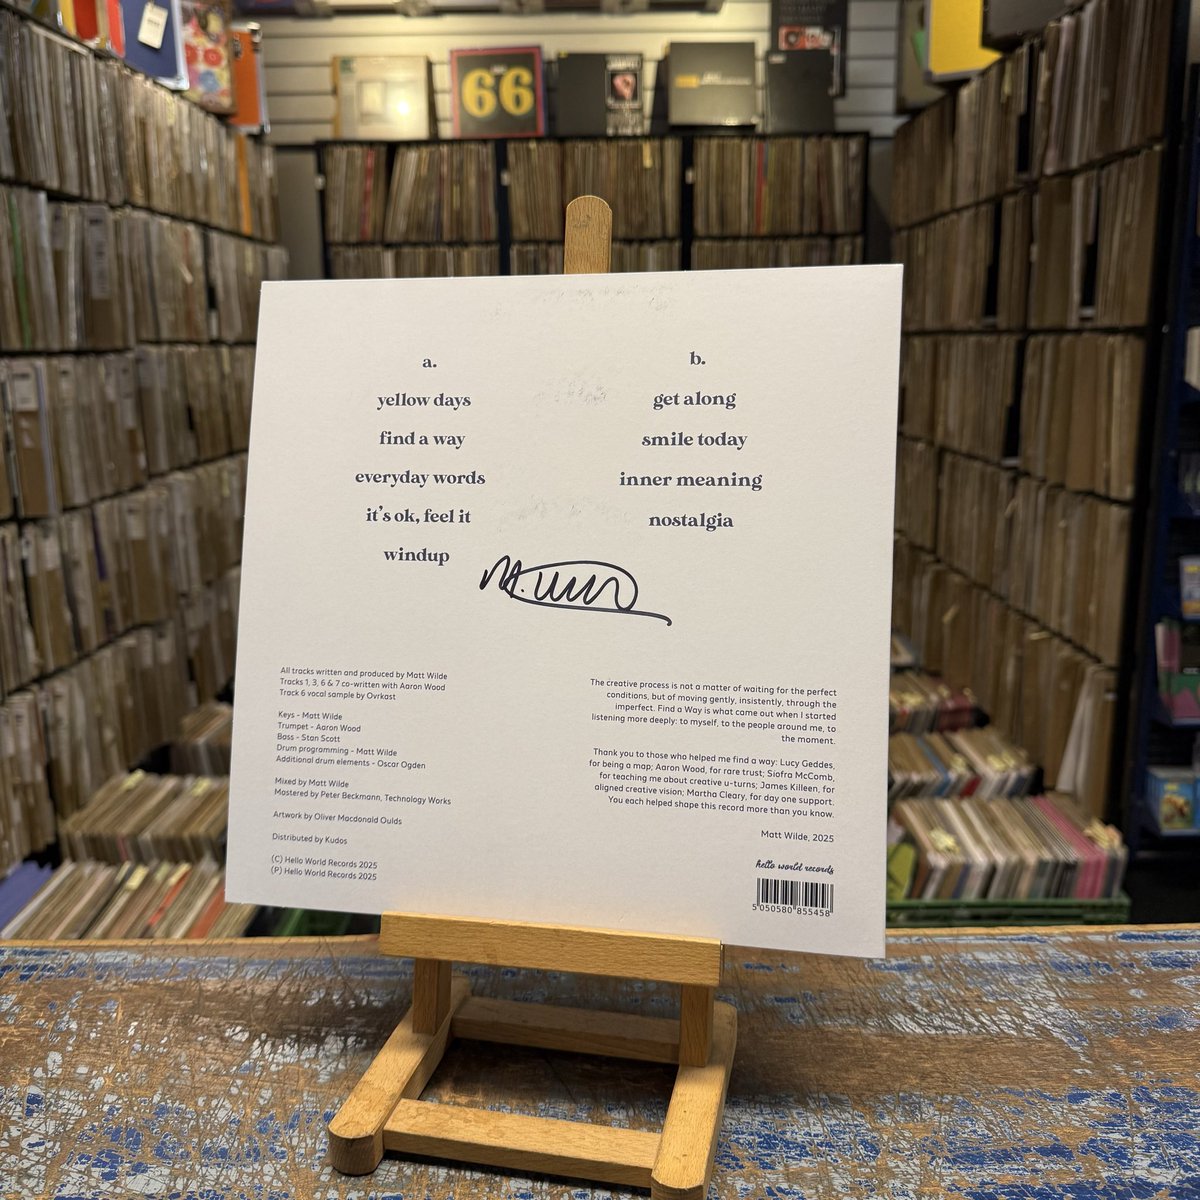 66
a.
yellow days
find a way
everyday words
it's ok, feel it
windup
b.
get along
smile today
inner meaning
nostalgia
All tracks written and produced by Matt Wilde
Tracks 1, 3, 6 & 7 co-written with Aaron Wood
Track 6 vocal sample by Ovrkast
Keys - Matt Wilde
Trumpet - Aaron Wood
Bass - Stan Scott
Drum programming - Matt Wilde
Additional drum elements - Oscar Ogden
Mixed by Matt Wilde
Mastered by Peter Beckmann, Technology Works
Artwork by Oliver Macdonald Oulds
Distributed by Kudos
(C) Hello World Records 2025
(P) Hello World Records 2025
The creative process is not a matter of waiting for the perfect
conditions, but of moving gently, insistently, through the
imperfect. Find a Way is what came out when I started
listening more deeply: to myself, to the people around me, to
the moment.
Thank you to those who helped me find a way: Lucy Geddes,
for being a map; Aaron Wood, for rare trust; Siofra McComb,
for teaching me about creative u-turns; James Killeen, for
aligned creative vision; Martha Cleary, for day one support.
You each helped shape this record more than you know.
Matt Wilde, 2025
hello world records
5 050580 855458